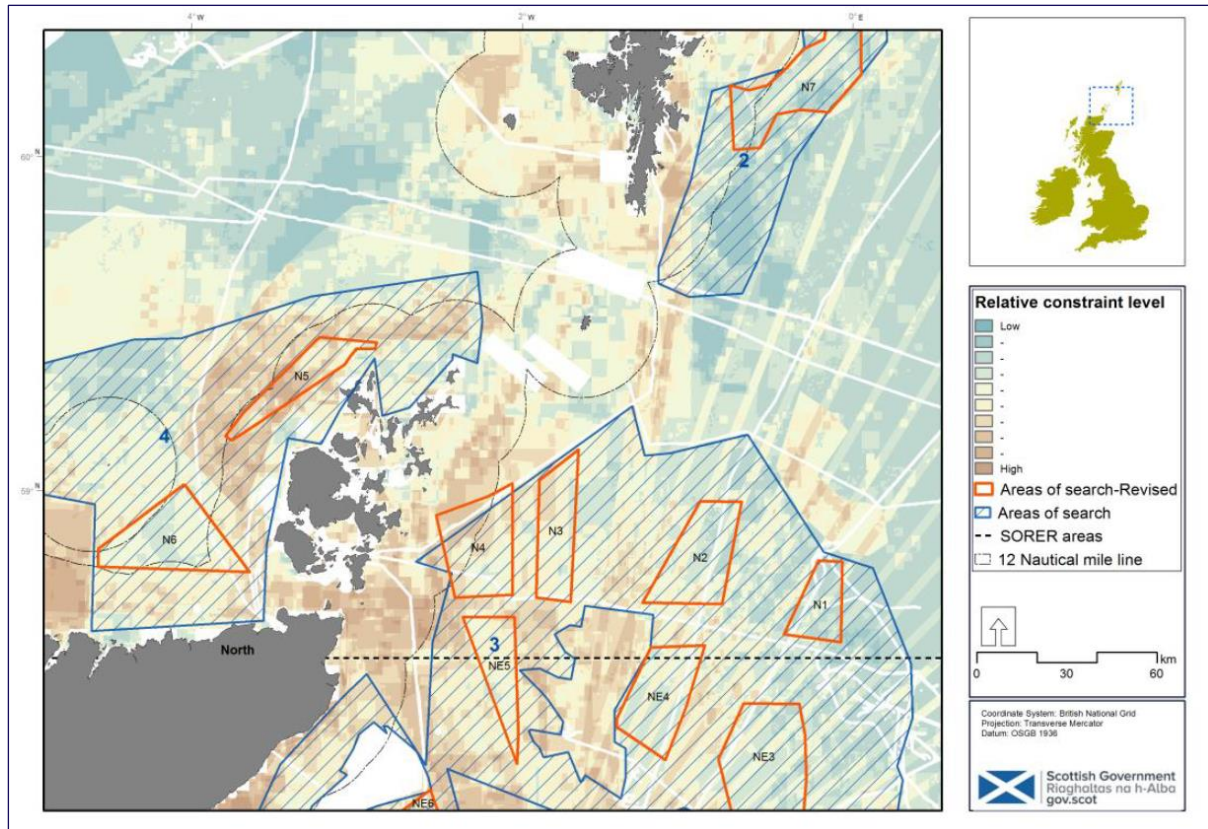 4°W
2°W
0°E
60°N
59°N
N7
2
N5
4
N6
N4
N3
N2
N1
North
3
NE5
NE4
NE3
NE6
Relative constraint level
Low
-
-
-
-
-
-
-
-
High
Areas of search-Revised
Areas of search
SORER areas
12 Nautical mile line
0 30 60 km
Coordinate System: British National Grid
Projection: Transverse Mercator
Datum: OSGB 1936
Scottish Government
Riaghaltas na h-Alba
gov.scot